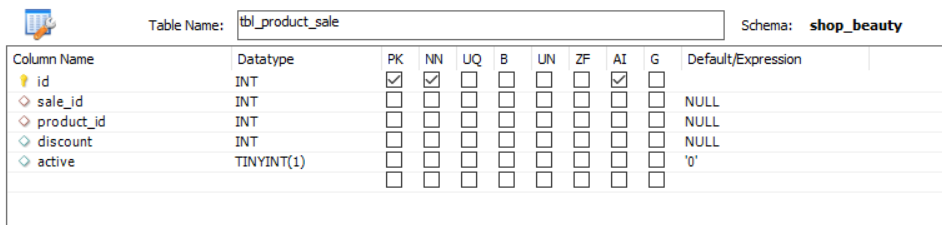 Table Name: tbl_product_sale Schema: shop_beauty
Column Name Datatype PK NN UQ B UN ZF AI G Default/Expression
id INT
sale_id INT NULL
product_id INT NULL
discount INT NULL
active TINYINT(1) '0'